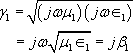 γ₁ = √(jωμ₁)(jω∈₁)
= jω√μ₁∈₁ = jβ₁